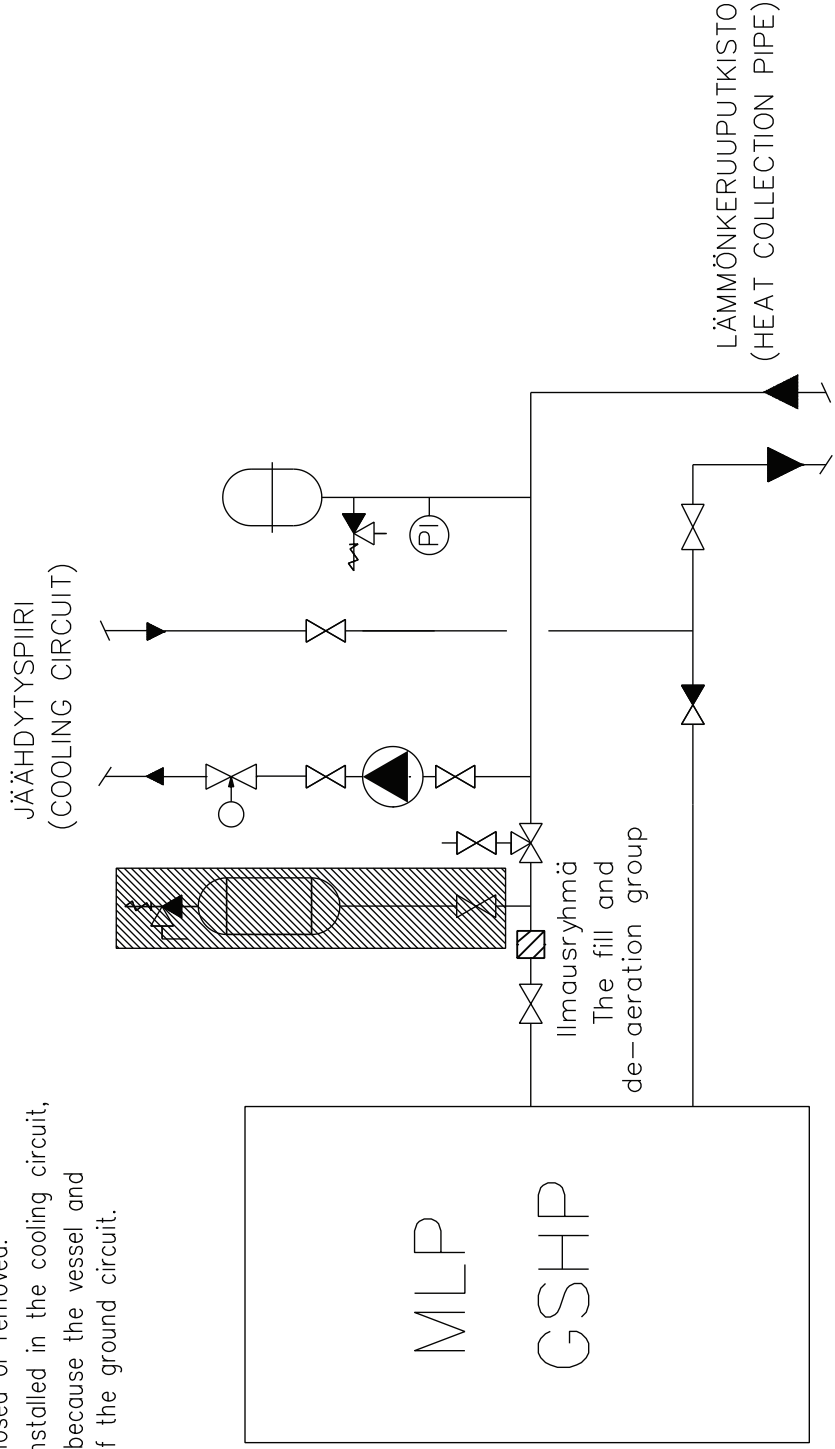 losed or removed.
nstalled in the cooling circuit,
because the vessel and
f the ground circuit.
JÄÄHDYTYSPIIRI
(COOLING CIRCUIT)
PI
MLP
GSHP
Ilmausryhmä
The fill and
de-aeration group
LÄMMÖNKERUUPUTKISTO
(HEAT COLLECTION PIPE)